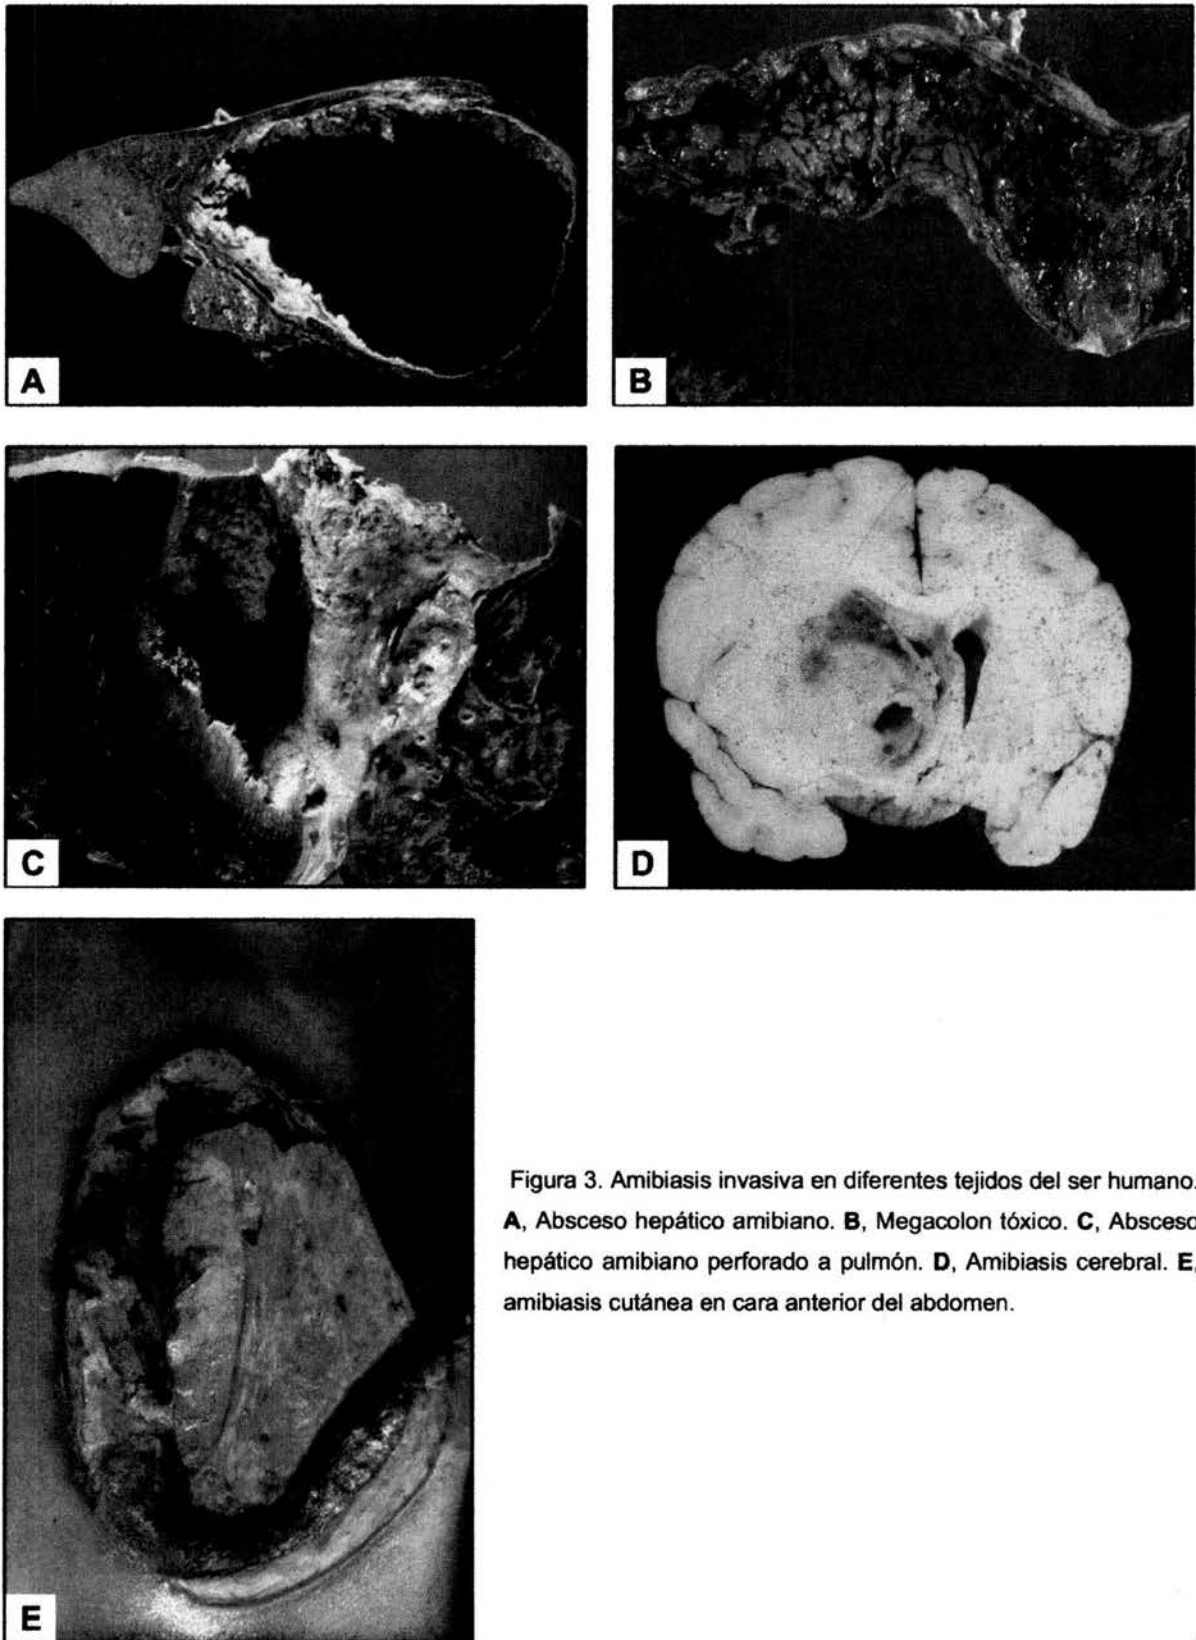 A
B
C
D
E
Figura 3. Amibiasis invasiva en diferentes tejidos del ser humano.
A, Absceso hepático amibiano. B, Megacolon tóxico. C, Absceso
hepático amibiano perforado a pulmón. D, Amibiasis cerebral. E,
amibiasis cutánea en cara anterior del abdomen.